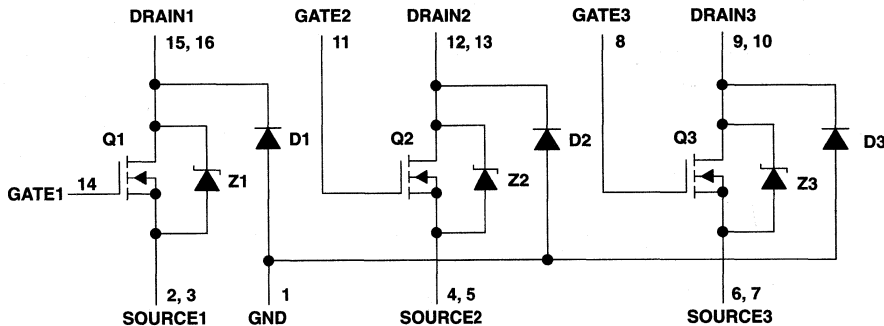 DRAIN1 GATE2 DRAIN2 GATE3 DRAIN3
15, 16 11 12, 13 8 9, 10
Q1 D1 Q2 D2 Q3 D3
GATE1 14 Z1 Z2 Z3
2, 3 1 4, 5 6, 7
SOURCE1 GND SOURCE2 SOURCE3